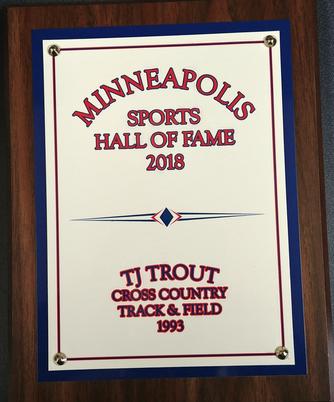 MINNEAPOLIS
SPORTS
HALL OF FAME
2018
TJ TROUT
CROSS COUNTRY
TRACK & FIELD
1993